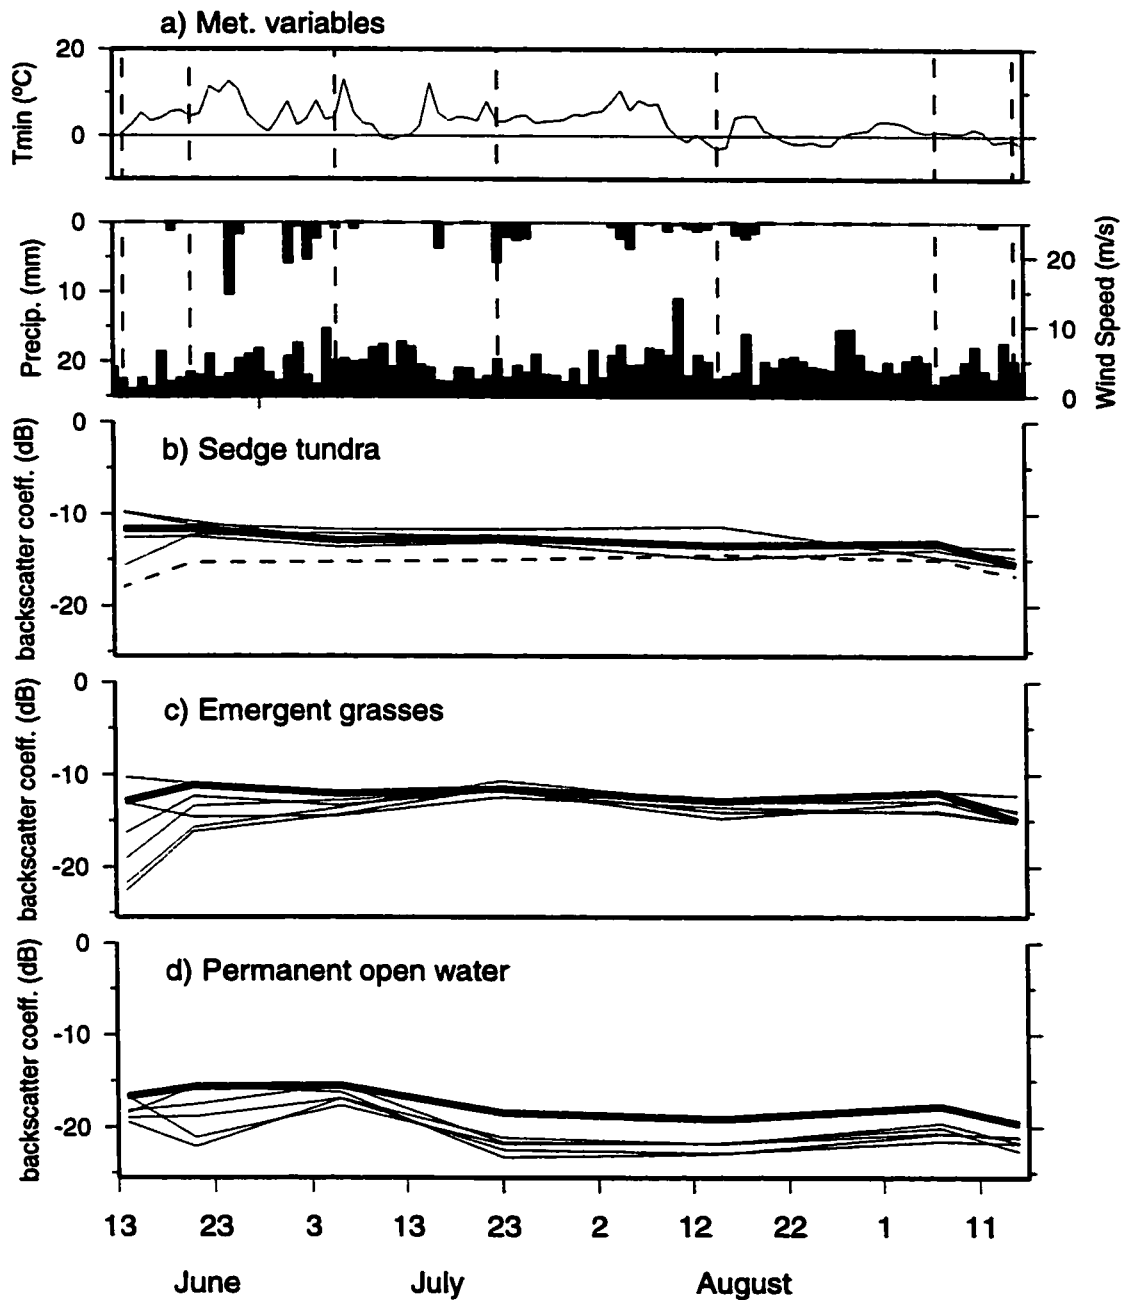 a) Met. variables
20
0
Tmin (ºC)
0
10
20
Precip. (mm)
20
10
0
Wind Speed (m/s)
0
-10
-20
backscatter coeff. (dB)
b) Sedge tundra
0
-10
-20
backscatter coeff. (dB)
c) Emergent grasses
0
-10
-20
backscatter coeff. (dB)
d) Permanent open water
13 23 3 13 23 2 12 22 1 11
June July August